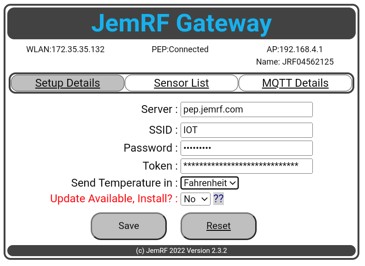 JemRF Gateway
WLAN:172.35.35.132 PEP:Connected AP:192.168.4.1
Name: JRF04562125
Setup Details Sensor List MQTT Details
Server : pep.jemrf.com
SSID : IOT
Password : •••••••••
Token : ******************************
Send Temperature in : Fahrenheit
Update Available, Install? : No ??
Save Reset
(c) JemRF 2022 Version 2.3.2